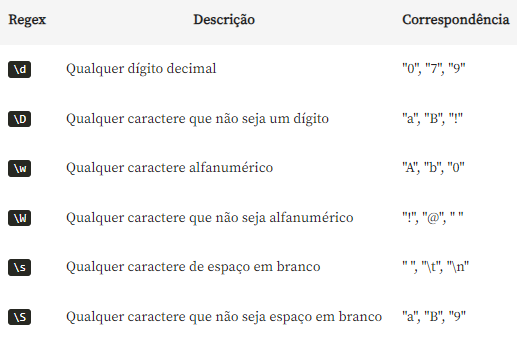 Regex Descrição Correspondência
\d Qualquer dígito decimal "0", "7", "9"
\D Qualquer caractere que não seja um dígito "a", "B", "!"
\w Qualquer caractere alfanumérico "A", "b", "0"
\W Qualquer caractere que não seja alfanumérico "!", "@", " "
\s Qualquer caractere de espaço em branco " ", "\t", "\n"
\S Qualquer caractere que não seja espaço em branco "a", "B", "9"